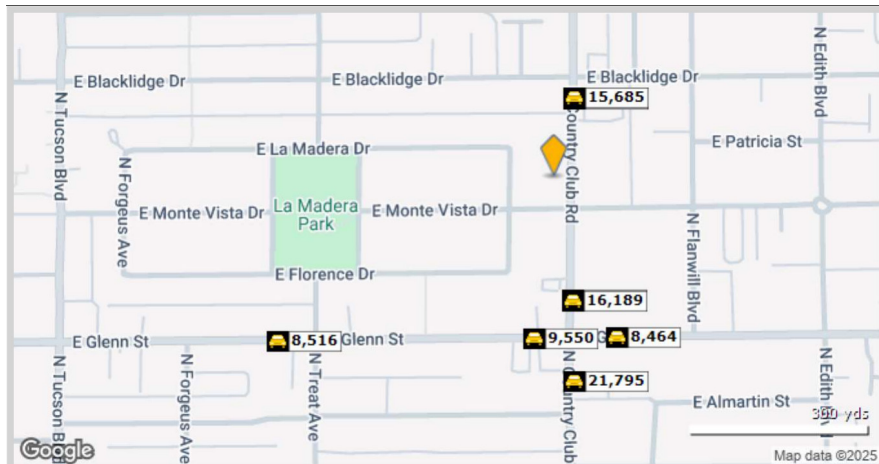 E Blacklidge Dr
E Blacklidge Dr
E Blacklidge Dr
N Edith Blvd
N Tucson Blvd
15,685
Country Club Rd
E Patricia St
E La Madera Dr
N Forgeus Ave
La Madera
Park
E Monte Vista Dr
E Monte Vista Dr
N Flanwill Blvd
E Florence Dr
16,189
E Glenn St
8,516
Glenn St
9,550
G
8,464
N Tucson Blvd
N Forgeus Ave
N Treat Ave
N Country Club
21,795
E Almartin St
N Edith Blvd
300 yds
Google
Map data ©2025